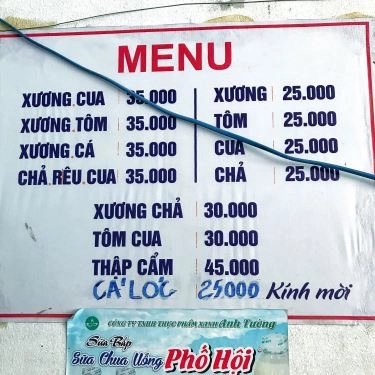 MENU
XƯƠNG.CUA 35.000
XƯƠNG.TÔM 35.000
XƯƠNG.CÁ 35.000
CHẢ.RÊU.CUA 35.000
XƯƠNG 25.000
TÔM 25.000
CUA 25.000
CHẢ 25.000
XƯƠNG CHẢ 30.000
TÔM CUA 30.000
THẬP CẨM 45.000
CÁ LÓC 25000 Kính mời
CÔNG TY TNHH THỰC PHẨM XANH Anh Tường
Sữa Bắp
Sữa Chua Uống Phố Hội